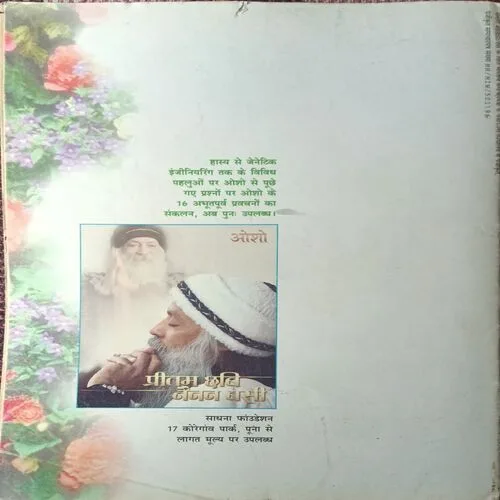 हास्य से जेनेटिक
इंजीनियरिंग तक के विविध
पहलुओं पर ओशो से पूछे
गए प्रश्नों पर ओशो के
16 अभूतपूर्व प्रवचनों का
संकलन, अब पुनः उपलब्ध।
ओशो
प्रीतम छवि
नैनन बसी
साधना फांउडेशन
17 कोरेगांव पार्क, पूना से
लागत मूल्य पर उपलब्ध